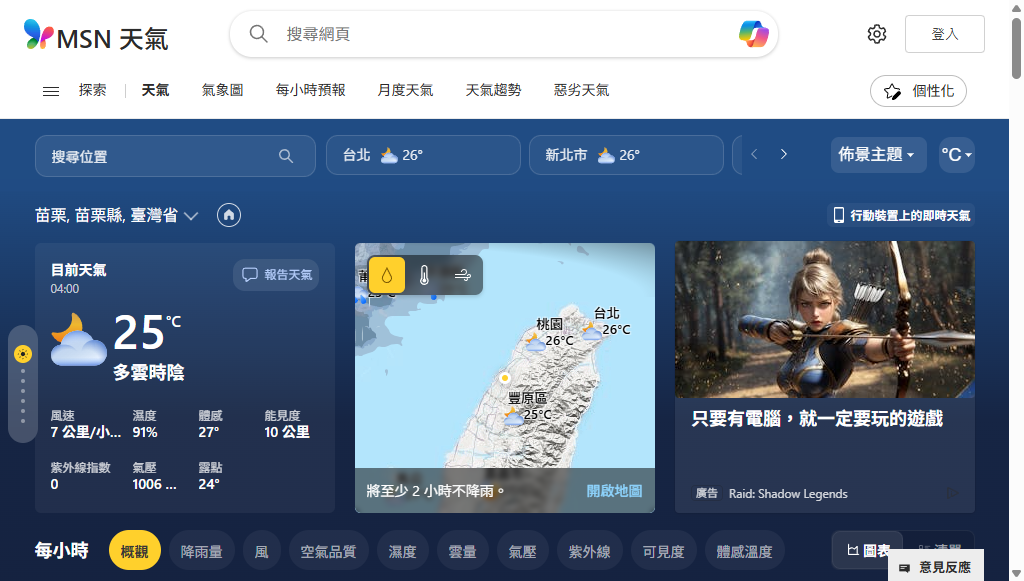 MSN 天氣
搜尋網頁
登入
探索
天氣
氣象圖
每小時預報
月度天氣
天氣趨勢
惡劣天氣
個性化
搜尋位置
台北 26°
新北市 26°
佈景主題
°C
苗栗, 苗栗縣, 臺灣省
行動裝置上的即時天氣
目前天氣
04:00
報告天氣
25°C
多雲時陰
風速
7 公里/小...
濕度
91%
體感
27°
能見度
10 公里
紫外線指數
0
氣壓
1006 ...
露點
24°
台北
26°C
桃園
26°C
豐原區
25°C
將至少 2 小時不降雨。
開啟地圖
只要有電腦，就一定要玩的遊戲
廣告 Raid: Shadow Legends
每小時
概觀
降雨量
風
空氣品質
濕度
雲量
氣壓
紫外線
可見度
體感溫度
圖表
意見反應